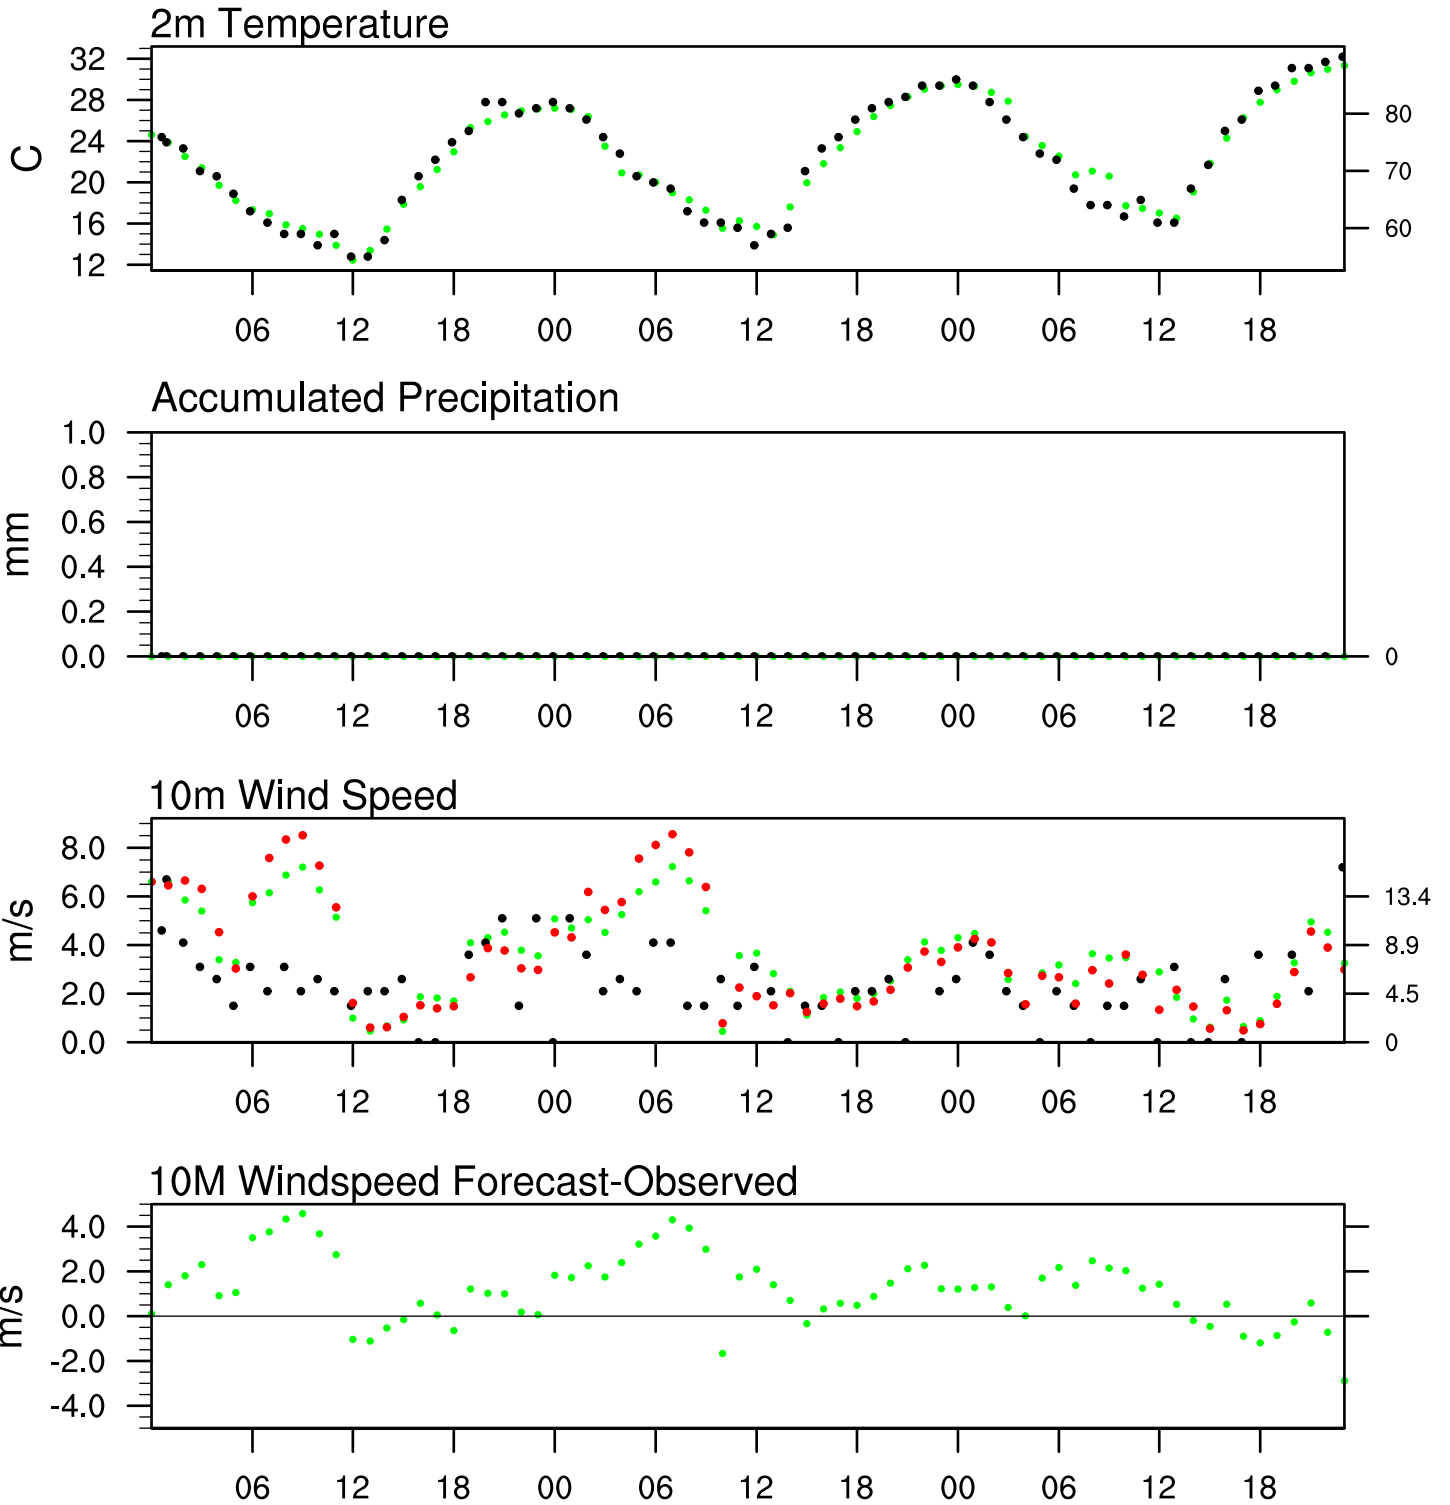 2m Temperature
32
28
24
20
16
12
C
80
70
60
06 12 18 00 06 12 18 00 06 12 18
Accumulated Precipitation
1.0
0.8
0.6
0.4
0.2
0.0
mm
0
06 12 18 00 06 12 18 00 06 12 18
10m Wind Speed
8.0
6.0
4.0
2.0
0.0
m/s
13.4
8.9
4.5
0
06 12 18 00 06 12 18 00 06 12 18
10M Windspeed Forecast-Observed
4.0
2.0
0.0
-2.0
-4.0
m/s
06 12 18 00 06 12 18 00 06 12 18